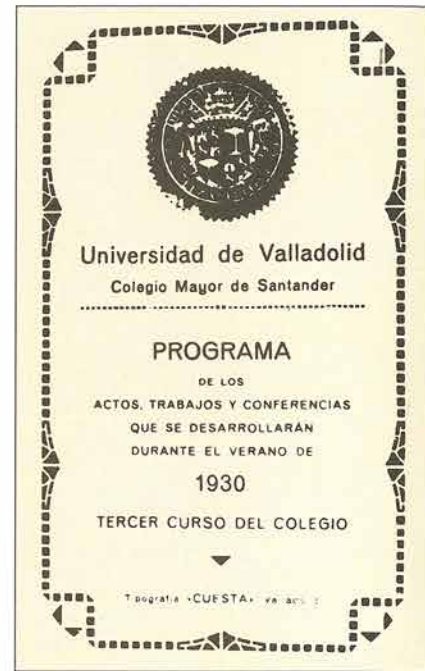 Universidad de Valladolid
Colegio Mayor de Santander
PROGRAMA
DE LOS
ACTOS, TRABAJOS Y CONFERENCIAS
QUE SE DESARROLLARÁN
DURANTE EL VERANO DE
1930
TERCER CURSO DEL COLEGIO
Tipografía «CUESTA»